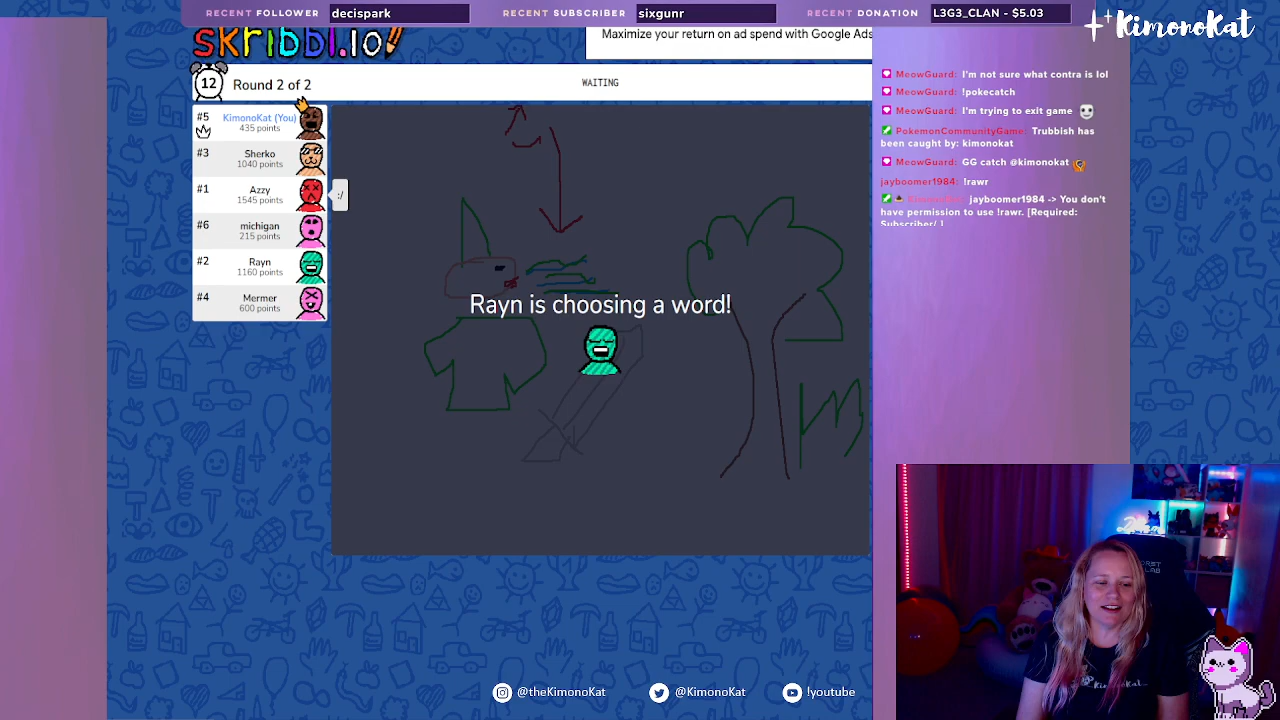 RECENT FOLLOWER decispark RECENT SUBSCRIBER sixgunr RECENT DONATION L3G3_CLAN - $5.03 KimonoKat
skribbl.io
Maximize your return on ad spend with Google Ads
12 Round 2 of 2 WAITING
#5 KimonoKat (You)
435 points
#3 Sherko
1040 points
#1 Azzy
1545 points
:/
#6 michigan
215 points
#2 Rayn
1160 points
#4 Mermer
600 points
Rayn is choosing a word!
MeowGuard: I'm not sure what contra is lol
MeowGuard: !pokecatch
MeowGuard: I'm trying to exit game
PokemonCommunityGame: Trubbish has
been caught by: kimonokat
MeowGuard: GG catch @kimonokat
jayboomer1984: !rawr
jayboomer1984 -> You don't
have permission to use !rawr. [Required:
Subscriber/ ]
@theKimonoKat @KimonoKat !youtube